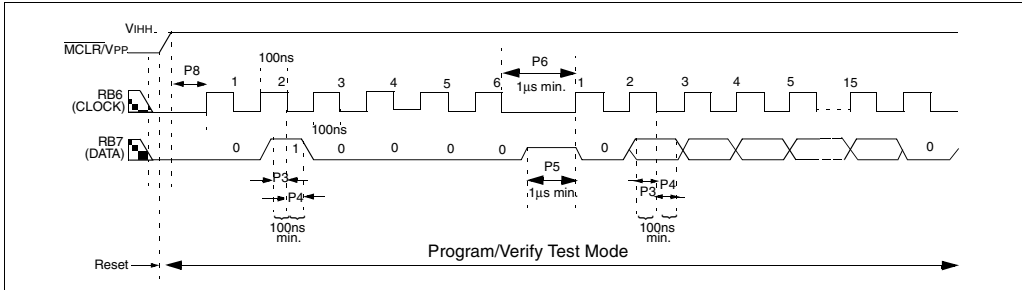 VIHH
MCLR/VPP
P8
100ns
P6
1µs min.
1 2 3 4 5 6 1 2 3 4 5 15
RB6
(CLOCK)
100ns
RB7
(DATA)
0 1 0 0 0 0 0 0
P3
P4
P5
1µs min.
P3
P4
100ns
min.
100ns
min.
Program/Verify Test Mode
Reset